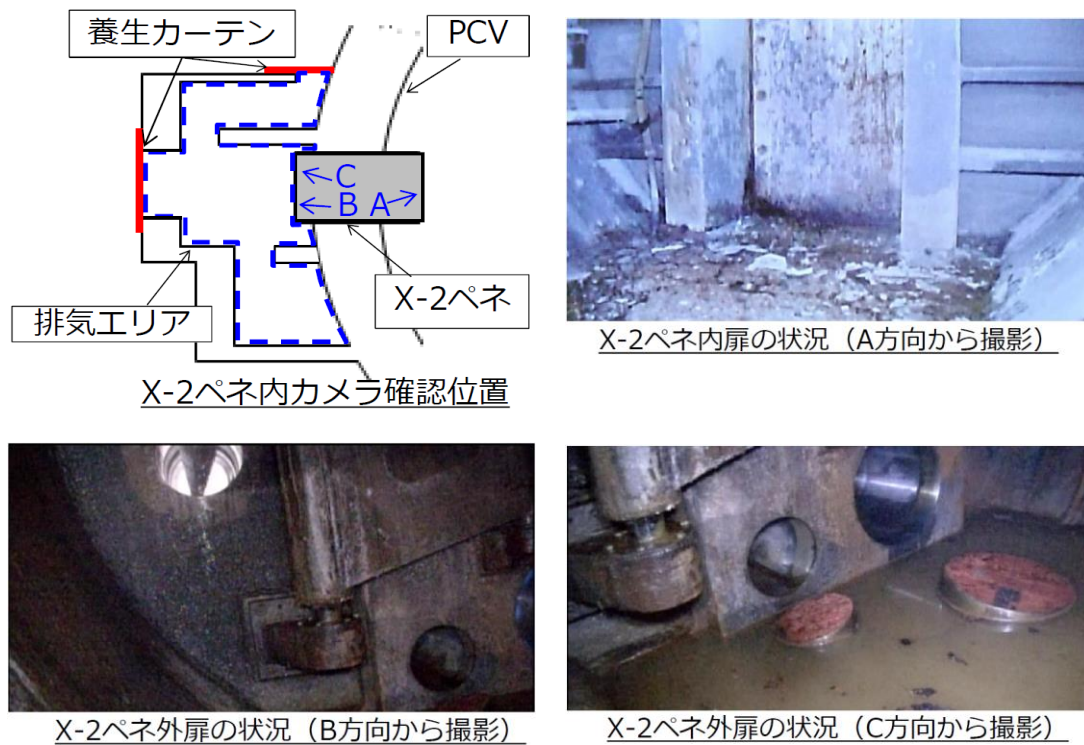 養生カーテン
PCV
C
B A
X-2ペネ
排気エリア
X-2ペネ内カメラ確認位置
X-2ペネ内扉の状況（A方向から撮影）
X-2ペネ外扉の状況（B方向から撮影）
X-2ペネ外扉の状況（C方向から撮影）